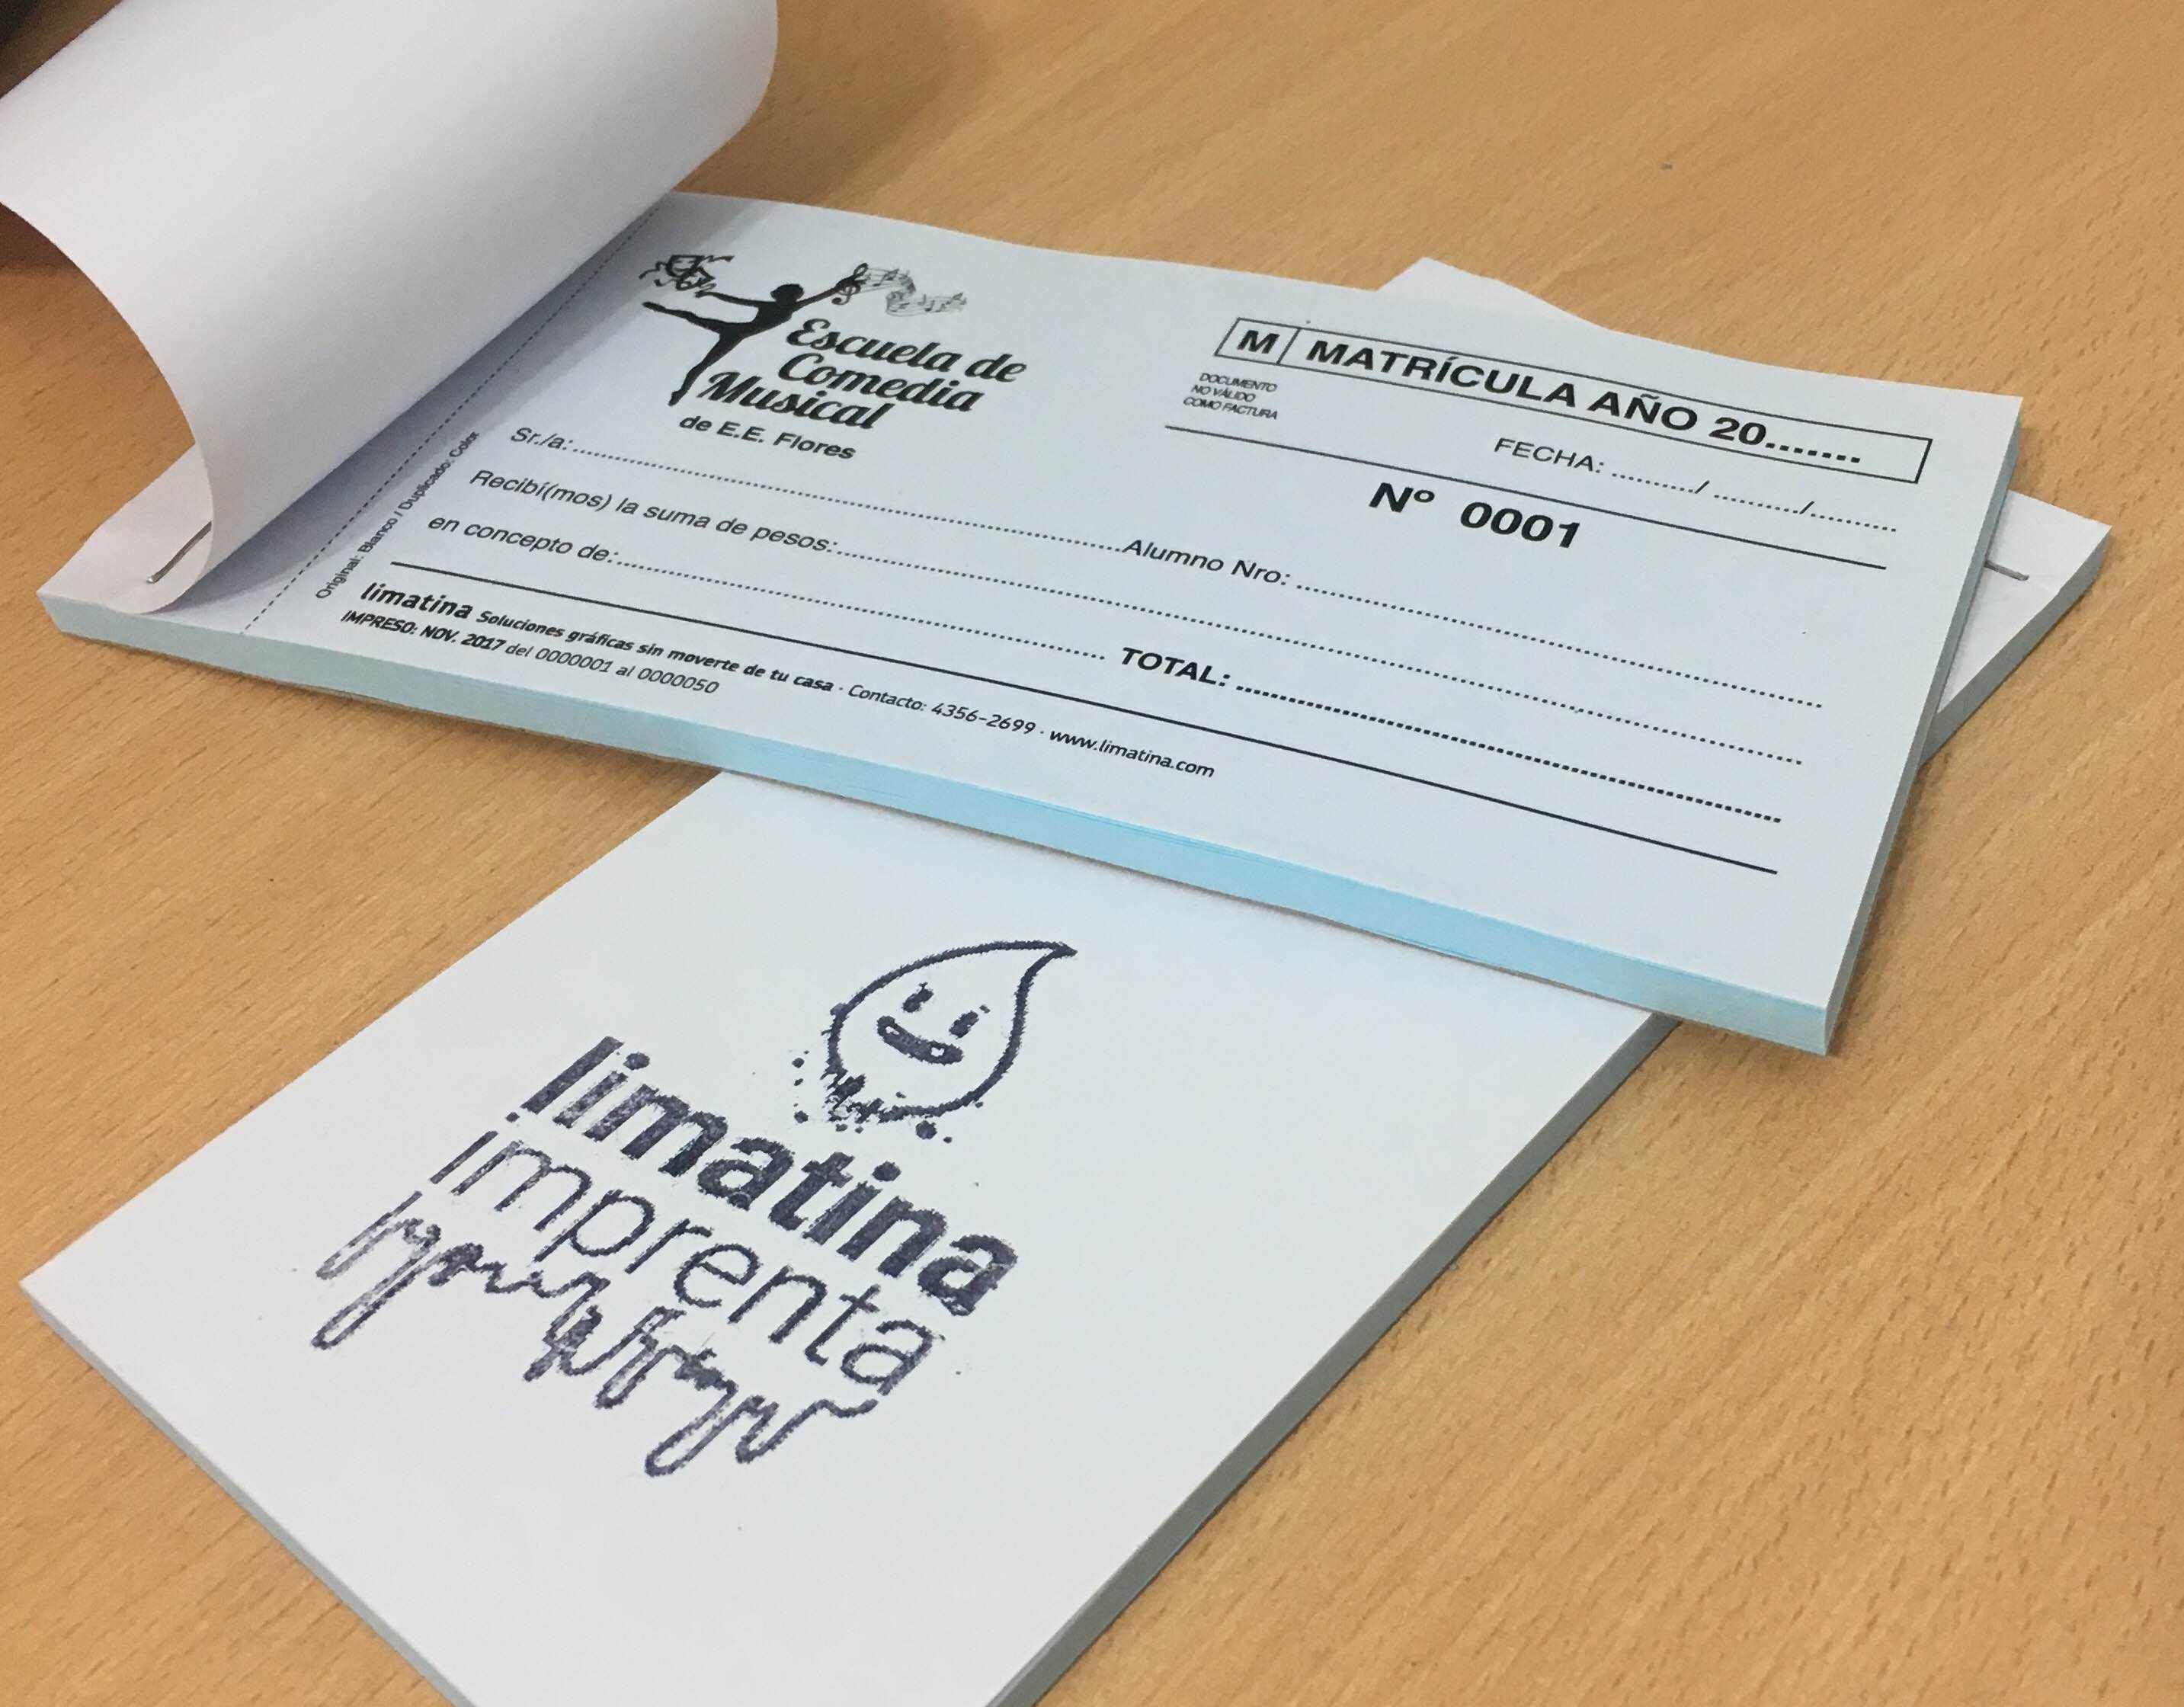 Escuela de
Comedia
Musical
de E.E. Flores
M MATRÍCULA AÑO 20.......
DOCUMENTO
NO VÁLIDO
COMO FACTURA
FECHA: ........../ ........../..........
Nº 0001
Sr./a:..........Alumno Nro: ..........
Recibí(mos) la suma de pesos:..........
en concepto de:.......... TOTAL: ..........
limatina Soluciones gráficas sin moverte de tu casa · Contacto: 4356-2699 · www.limatina.com
IMPRESO: NOV. 2017 del 0000001 al 0000050
Original: Blanco / Duplicado: Color
limatina
imprenta